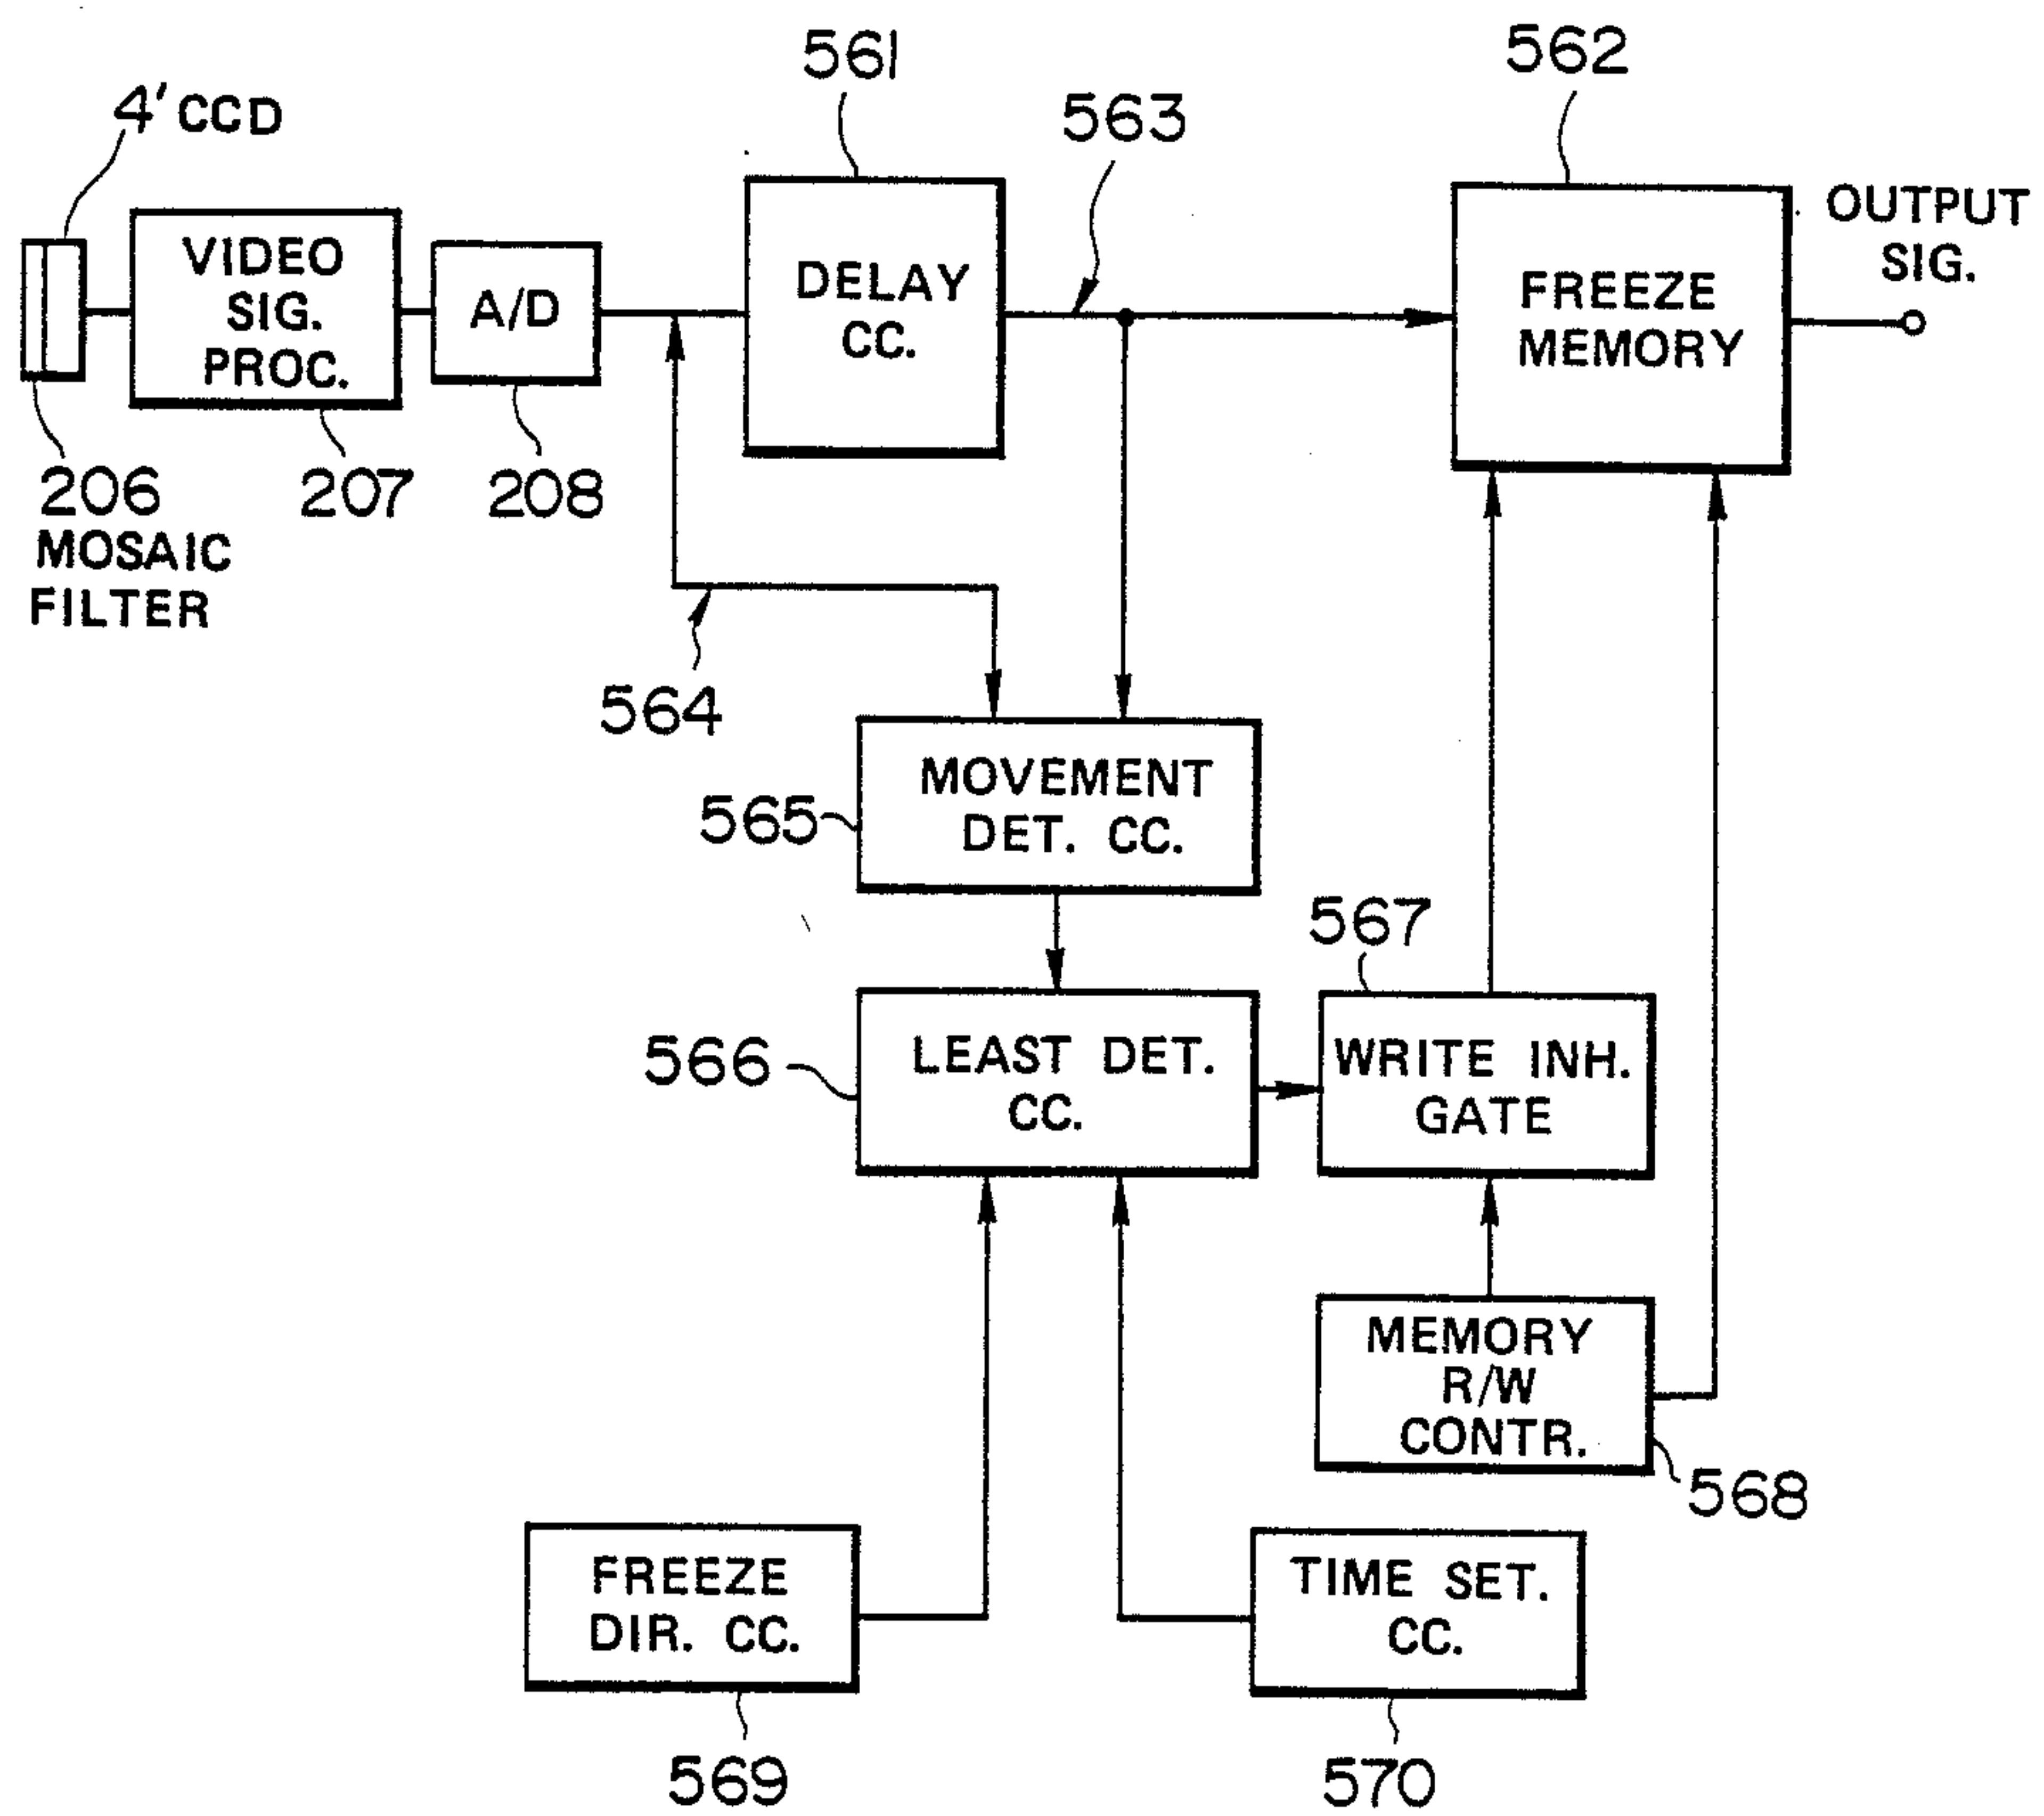 561
562
563
4' CCD
OUTPUT
SIG.
VIDEO
SIG.
PROC.
A/D
DELAY
CC.
FREEZE
MEMORY
206
MOSAIC
FILTER
207
208
564
MOVEMENT
DET. CC.
565
567
566
LEAST DET.
CC.
WRITE INH.
GATE
MEMORY
R/W
CONTR.
568
FREEZE
DIR. CC.
TIME SET.
CC.
569
570